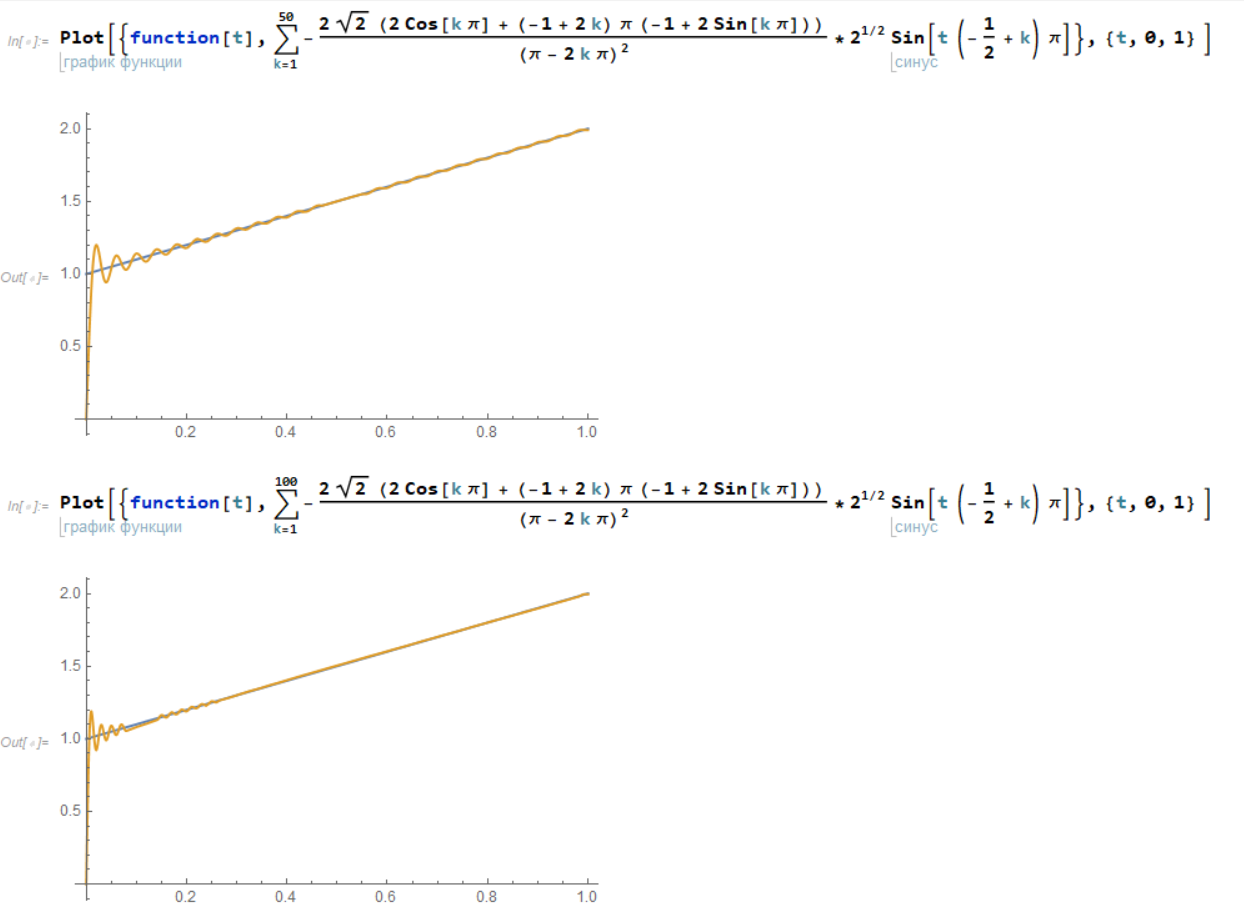 In[ ]:= Plot[{function[t], ∑_{k=1}^{50} -\frac{2 √2 (2 Cos[k π] + (-1 + 2 k) π (-1 + 2 Sin[k π]))}{(π - 2 k π)^2} * 2^{1/2} Sin[t (-\frac{1}{2} + k) π]}, {t, 0, 1} ]
график функции синус
Out[ ]=
2.0
1.5
1.0
0.5
0.2 0.4 0.6 0.8 1.0
In[ ]:= Plot[{function[t], ∑_{k=1}^{100} -\frac{2 √2 (2 Cos[k π] + (-1 + 2 k) π (-1 + 2 Sin[k π]))}{(π - 2 k π)^2} * 2^{1/2} Sin[t (-\frac{1}{2} + k) π]}, {t, 0, 1} ]
график функции синус
Out[ ]=
2.0
1.5
1.0
0.5
0.2 0.4 0.6 0.8 1.0